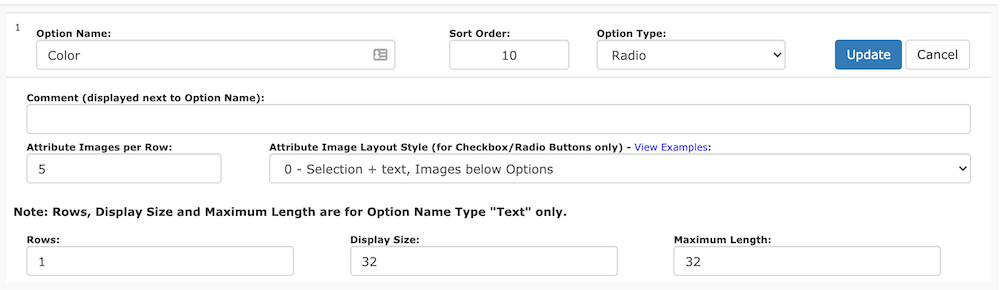 1
Option Name: Sort Order: Option Type:
Color 10 Radio Update Cancel
Comment (displayed next to Option Name):
Attribute Images per Row: Attribute Image Layout Style (for Checkbox/Radio Buttons only) - View Examples:
5 0 - Selection + text, Images below Options
Note: Rows, Display Size and Maximum Length are for Option Name Type "Text" only.
Rows: Display Size: Maximum Length:
1 32 32